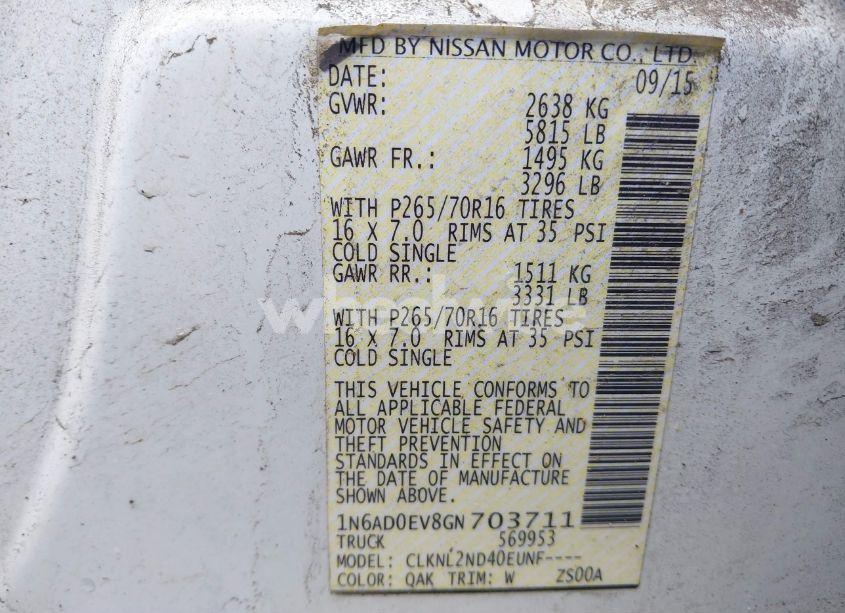 MFD BY NISSAN MOTOR CO., LTD.
DATE: 09/15
GVWR: 2638 KG
5815 LB
GAWR FR.: 1495 KG
3296 LB
WITH P265/70R16 TIRES
16 X 7.0 RIMS AT 35 PSI
COLD SINGLE
GAWR RR.: 1511 KG
3331 LB
WITH P265/70R16 TIRES
16 X 7.0 RIMS AT 35 PSI
COLD SINGLE
THIS VEHICLE CONFORMS TO
ALL APPLICABLE FEDERAL
MOTOR VEHICLE SAFETY AND
THEFT PREVENTION
STANDARDS IN EFFECT ON
THE DATE OF MANUFACTURE
SHOWN ABOVE.
1N6AD0EV8GN703711
TRUCK 569953
MODEL: CLKNL2ND40EUNF----
COLOR: QAK TRIM: W ZS00A